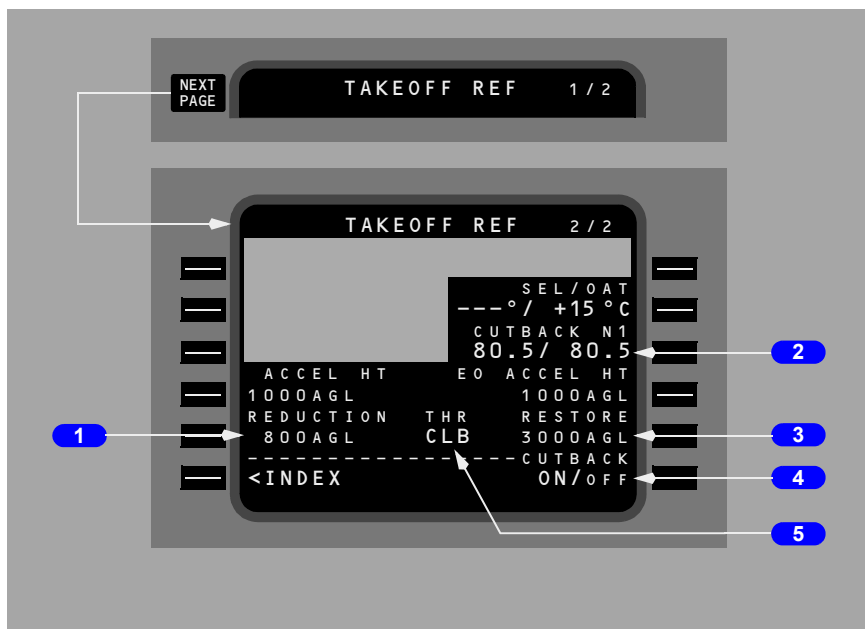 NEXT
PAGE
TAKEOFF REF 1/2
TAKEOFF REF 2/2
SEL/OAT
---°/ +15°C
CUTBACK N1
80.5/ 80.5
2
ACCEL HT EO ACCEL HT
1000AGL 1000AGL
REDUCTION THR RESTORE
1 800AGL CLB 3000AGL 3
------------------CUTBACK
<INDEX ON/OFF 4
5